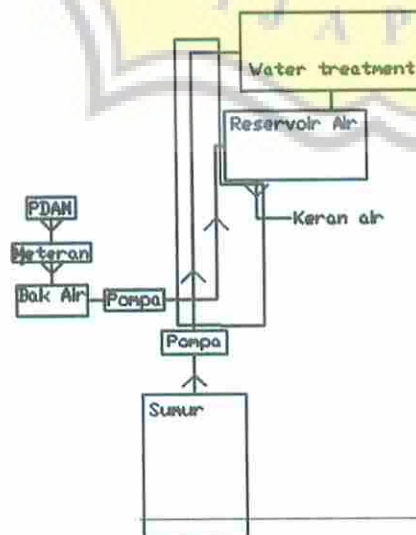 Water treatment
Reservoir Air
Keran air
PDAM
Meteran
Bak Air
Pompa
Pompa
Sumur